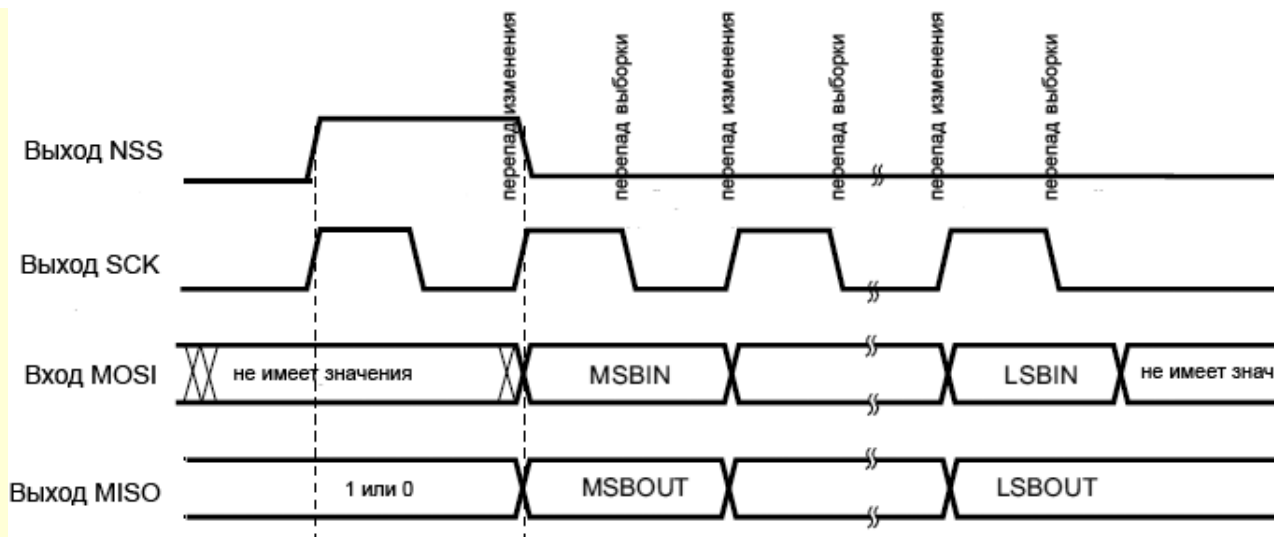 перепад изменения
перепад выборки
перепад изменения
перепад выборки
перепад изменения
перепад выборки
Выход NSS
Выход SCK
Вход MOSI
не имеет значения
MSBIN
LSBIN
не имеет знач
Выход MISO
1 или 0
MSBOUT
LSBOUT